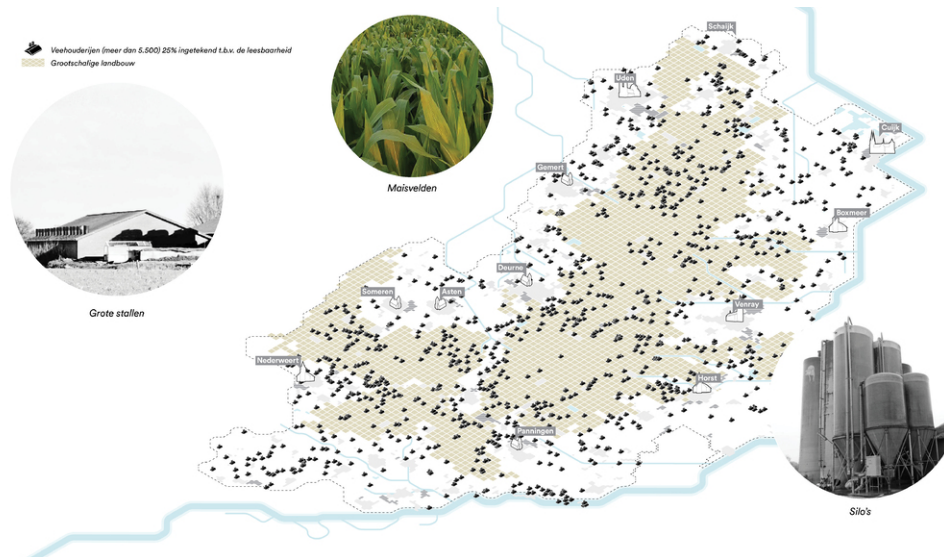 Veehouderijen (meer dan 5.500) 25% ingetekend t.b.v. de leesbaarheid
Grootschalige landbouw
Schaijk
Uden
Cuijk
Maisvelden
Gemert
Boxmeer
Deurne
Someren
Asten
Grote stallen
Venray
Nederweert
Horst
Panningen
Silo's